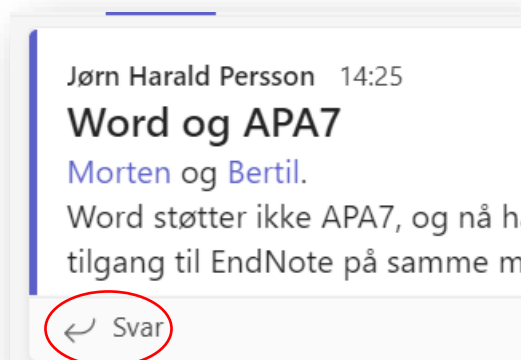 Jørn Harald Persson 14:25
Word og APA7
Morten og Bertil.
Word støtter ikke APA7, og nå
tilgang til EndNote på samme
Svar